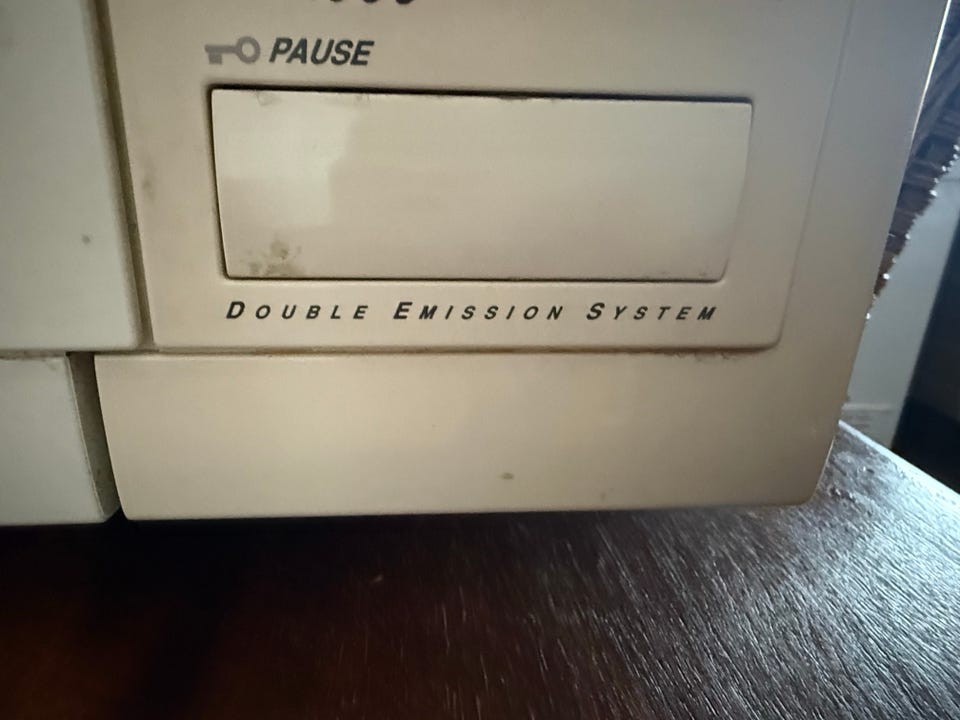 PAUSE
DOUBLE EMISSION SYSTEM